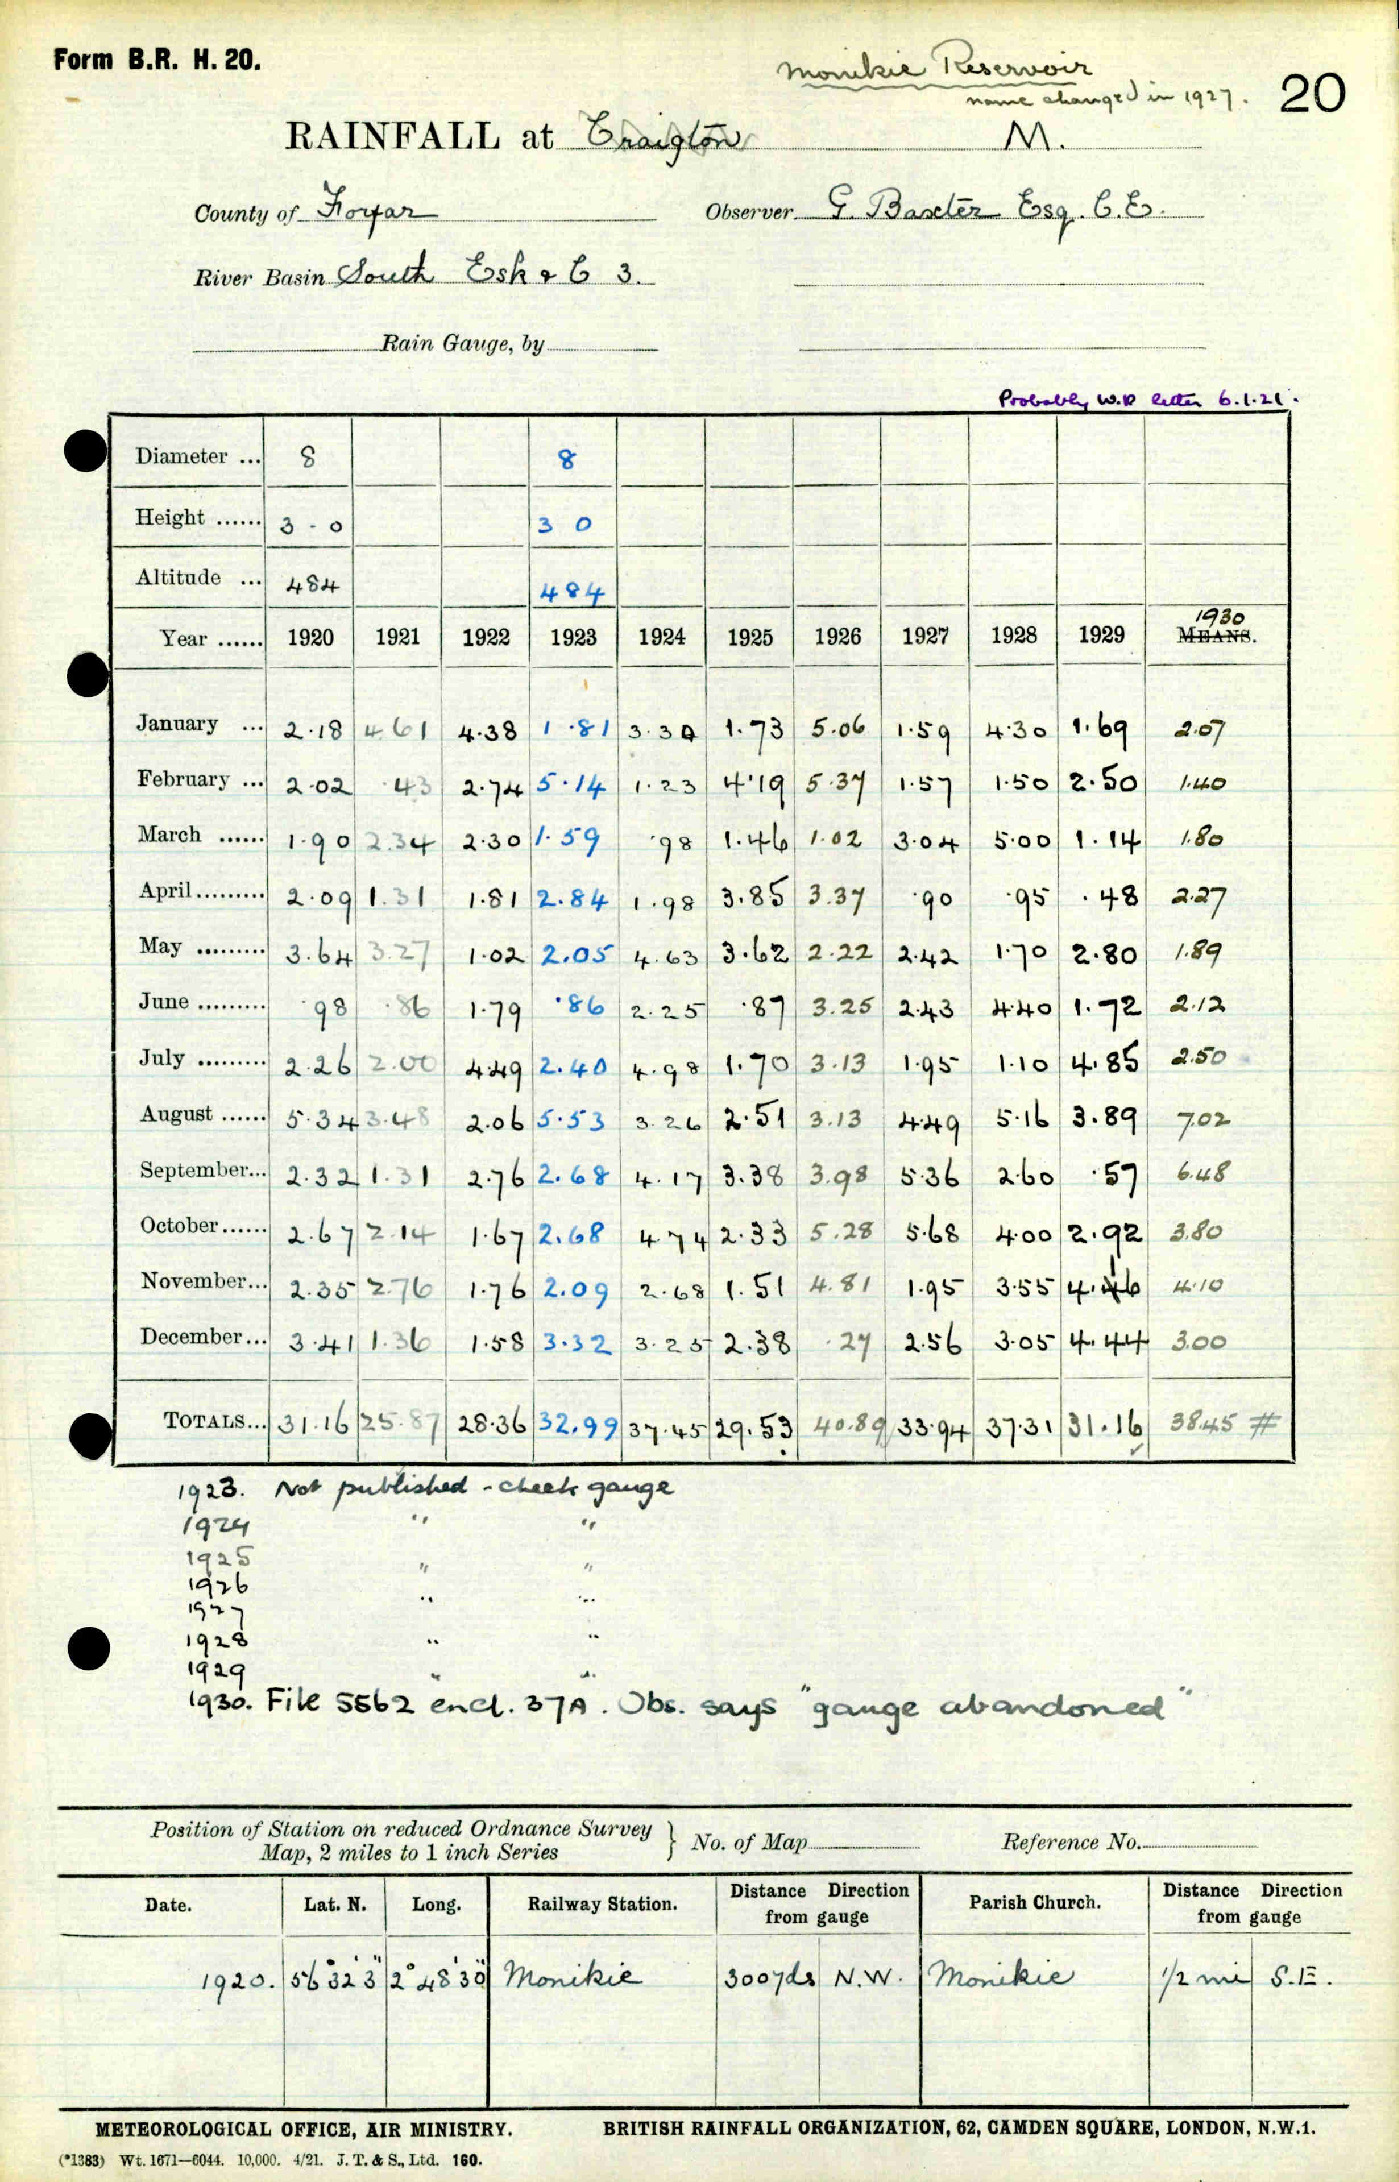 Form B.R. H. 20.
Monikie Reservoir
name changed in 1927.
20
RAINFALL at Craigton M.
County of Forfar Observer G. Baxter Esq. C.E.
River Basin South Esk & C 3.
Rain Gauge, by
Probably W.R letter 6.1.21.
Diameter ... 8 8
Height ...... 3 - 0 3 0
Altitude ... 484 484
1930
Year ...... 1920 1921 1922 1923 1924 1925 1926 1927 1928 1929 MEANS.
January ... 2.18 4.61 4.38 1.81 3.30 1.73 5.06 1.59 4.30 1.69 2.07
February ... 2.02 .43 2.74 5.14 1.23 4.19 5.37 1.57 1.50 2.50 1.40
March ...... 1.90 2.34 2.30 1.59 .98 1.46 1.02 3.04 5.00 1.14 1.80
April ......... 2.09 1.31 1.81 2.84 1.98 3.85 3.37 .90 .95 .48 2.27
May ......... 3.64 3.27 1.02 2.05 4.63 3.62 2.22 2.42 1.70 2.80 1.89
June ......... .98 .86 1.79 .86 2.25 .87 3.25 2.43 4.40 1.72 2.12
July ......... 2.26 2.00 4.49 2.40 4.98 1.70 3.13 1.95 1.10 4.85 2.50
August ...... 5.34 3.48 2.06 5.53 3.26 2.51 3.13 4.49 5.16 3.89 7.02
September... 2.32 1.31 2.76 2.68 4.17 3.38 3.98 5.36 2.60 .57 6.48
October...... 2.67 2.14 1.67 2.68 4.74 2.33 5.28 5.68 4.00 2.92 3.80
November... 2.35 2.76 1.76 2.09 2.68 1.51 4.81 1.95 3.55 4.16 4.10
December... 3.41 1.36 1.58 3.32 3.25 2.38 .27 2.56 3.05 4.44 3.00
TOTALS... 31.16 25.87 28.36 32.99 37.45 29.53 40.89 33.94 37.31 31.16 38.45 #
1923. Not published - check gauge
1924 " "
1925 " "
1926 " "
1927
1928 " "
1929 " "
1930. File 5562 encl. 37A. Obs. says "gauge abandoned"
Position of Station on reduced Ordnance Survey
Map, 2 miles to 1 inch Series } No. of Map Reference No.
Date. Lat. N. Long. Railway Station. Distance from gauge Direction Parish Church. Distance from gauge Direction
1920. 56° 32' 3" 2° 48' 30" Monikie 300yds N.W. Monikie 1/2 mi S.E.
METEOROLOGICAL OFFICE, AIR MINISTRY. BRITISH RAINFALL ORGANIZATION, 62, CAMDEN SQUARE, LONDON, N.W.1.
(*1383) Wt. 1671—6044. 10,000. 4/21. J. T. & S., Ltd. 160.